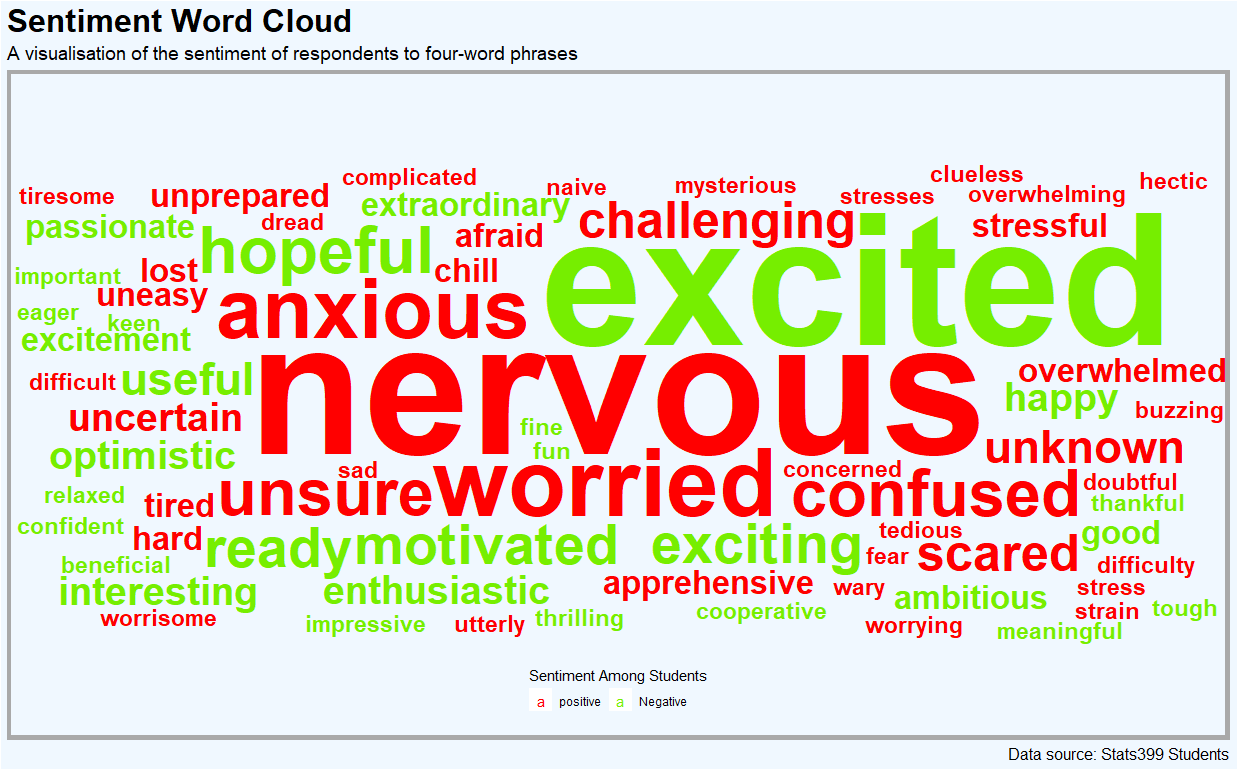 Sentiment Word Cloud
A visualisation of the sentiment of respondents to four-word phrases
complicated
clueless
tiresome
unprepared
naive
mysterious
stresses
overwhelming
hectic
passionate
dread
extraordinary
afraid
challenging
stressful
important
lost
hopeful
chill
excited
eager
uneasy
anxious
keen
excitement
difficult
useful
nervous
overwhelmed
happy
buzzing
uncertain
fine
optimistic
fun
unknown
relaxed
sad
concerned
tired
unsure
worried
confused
doubtful
thankful
confident
hard
ready
motivated
exciting
tedious
good
beneficial
fear
scared
difficulty
interesting
enthusiastic
apprehensive
wary
ambitious
stress
worrisome
impressive
utterly
thrilling
cooperative
worrying
strain
tough
meaningful
Sentiment Among Students
a positive a Negative
Data source: Stats399 Students